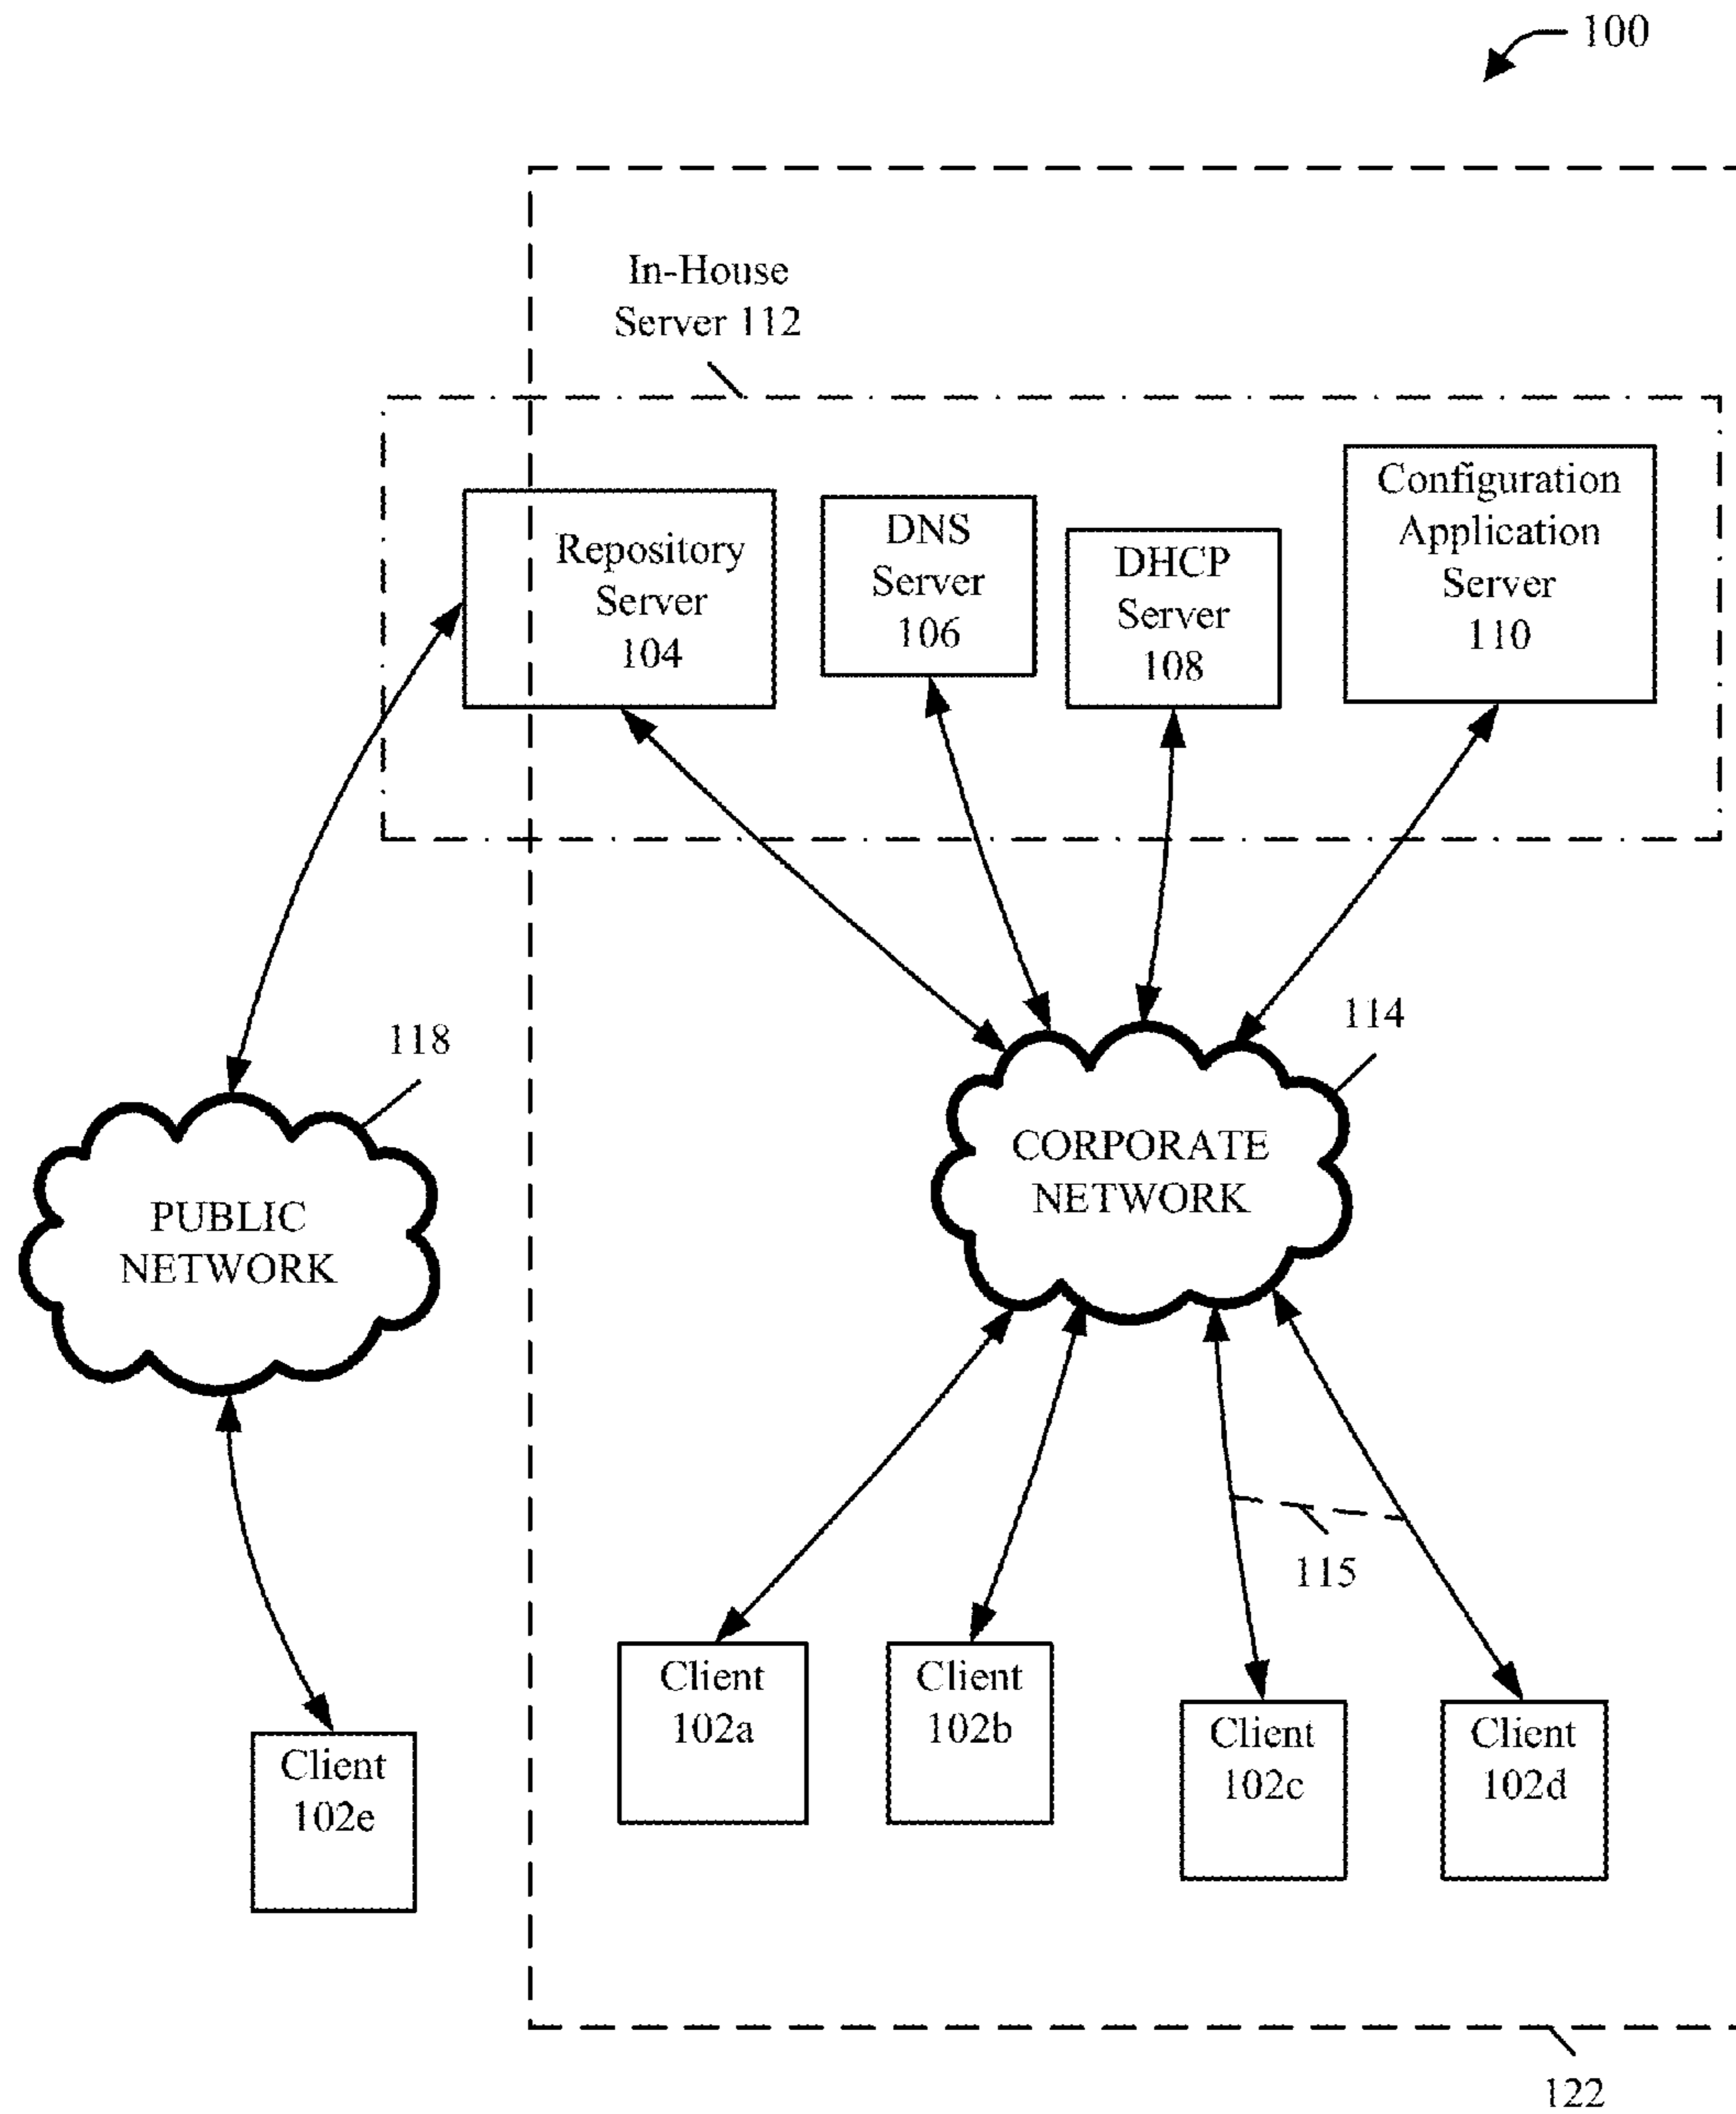 100
In-House
Server 112
Repository
Server
104
DNS
Server
106
DHCP
Server
108
Configuration
Application
Server
110
118
114
PUBLIC
NETWORK
CORPORATE
NETWORK
115
Client
102a
Client
102b
Client
102c
Client
102d
Client
102e
122